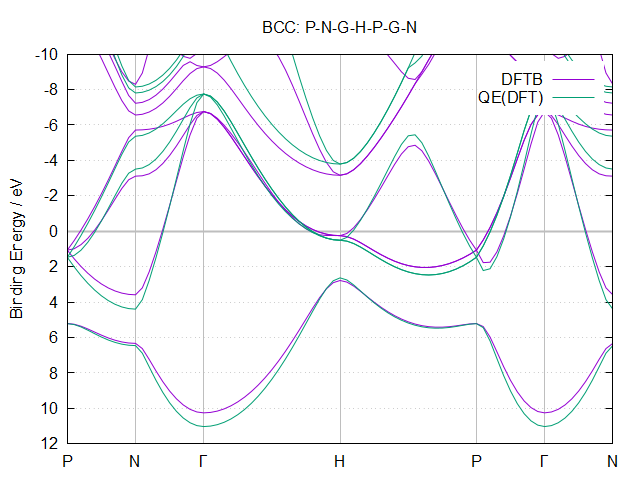 BCC: P-N-G-H-P-G-N
Binding Energy / eV
-10
-8
-6
-4
-2
0
2
4
6
8
10
12
DFTB
QE(DFT)
P N Γ H P Γ N